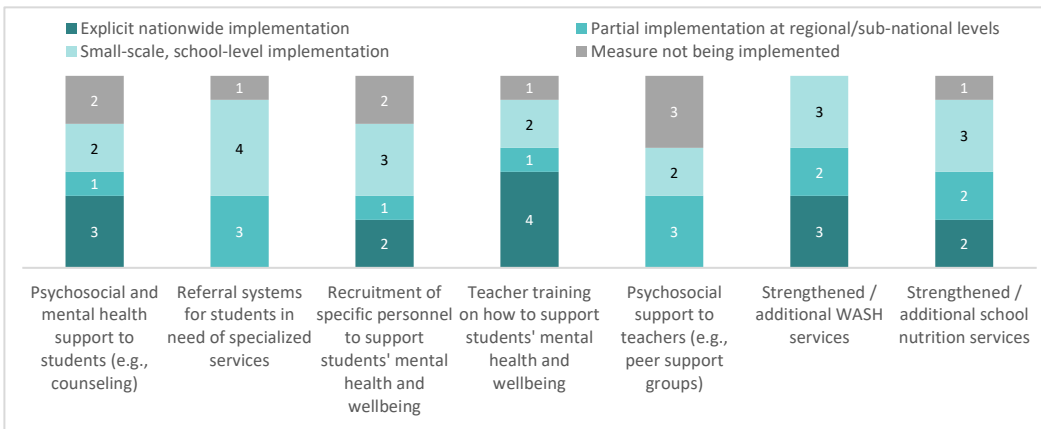 Explicit nationwide implementation
Partial implementation at regional/sub-national levels
Small-scale, school-level implementation
Measure not being implemented
2
2
1
3
1
4
3
2
3
1
2
1
2
1
4
3
2
3
3
2
3
1
3
2
2
Psychosocial and
mental health
support to
students (e.g.,
counseling)
Referral systems
for students in
need of specialized
services
Recruitment of
specific personnel
to support
students' mental
health and
wellbeing
Teacher training
on how to support
students' mental
health and
wellbeing
Psychosocial
support to
teachers (e.g.,
peer support
groups)
Strengthened /
additional WASH
services
Strengthened /
additional school
nutrition services